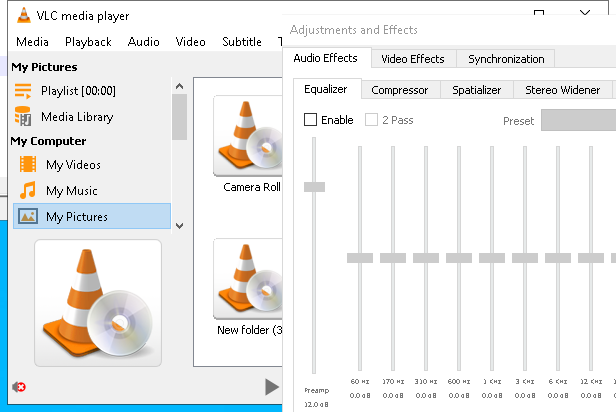 VLC media player
Media Playback Audio Video Subtitle T
My Pictures
Playlist [00:00]
Media Library
My Computer
My Videos
My Music
My Pictures
Camera Roll
New folder (3
Adjustments and Effects
Audio Effects Video Effects Synchronization
Equalizer Compressor Spatializer Stereo Widener
Enable 2 Pass Preset
60 Hz 170 Hz 310 Hz 600 Hz 1 KHz 3 KHz 6 KHz 12 KHz
Preamp 0.0 dB 0.0 dB 0.0 dB 0.0 dB 0.0 dB 0.0 dB 0.0 dB 0.0 dB
12.0 dB